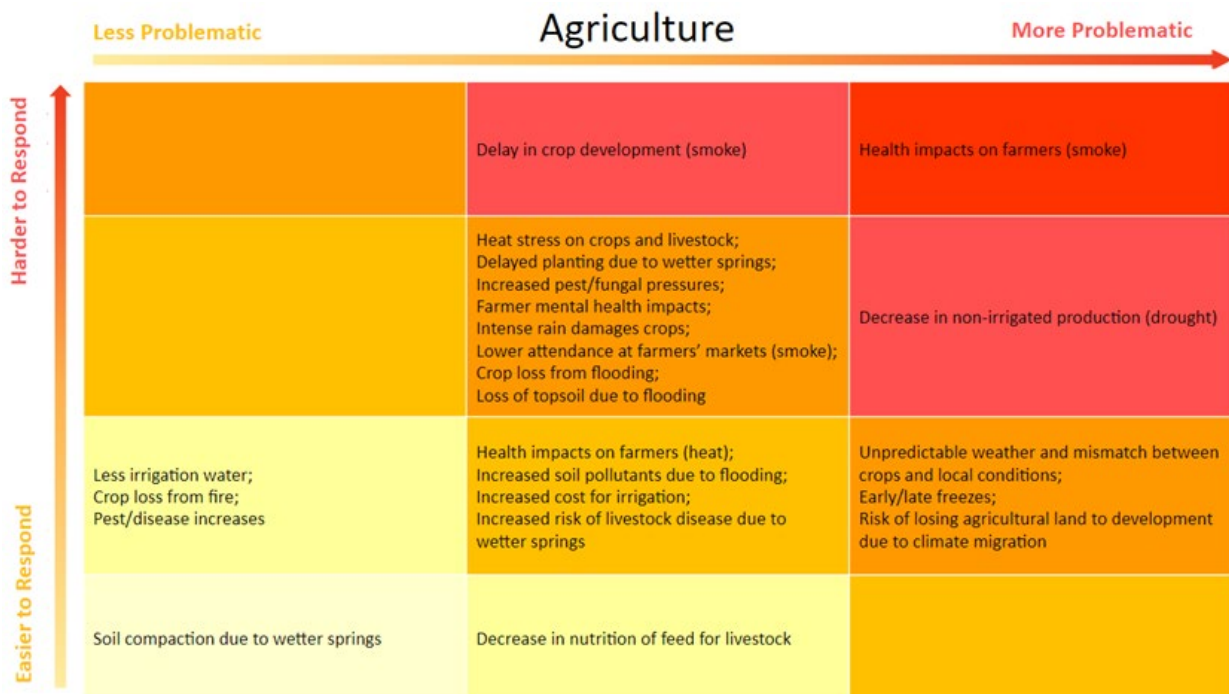 Agriculture
Less Problematic
More Problematic
Harder to Respond
Easier to Respond
Delay in crop development (smoke)
Health impacts on farmers (smoke)
Heat stress on crops and livestock;
Delayed planting due to wetter springs;
Increased pest/fungal pressures;
Farmer mental health impacts;
Intense rain damages crops;
Lower attendance at farmers’ markets (smoke);
Crop loss from flooding;
Loss of topsoil due to flooding
Decrease in non-irrigated production (drought)
Less irrigation water;
Crop loss from fire;
Pest/disease increases
Health impacts on farmers (heat);
Increased soil pollutants due to flooding;
Increased cost for irrigation;
Increased risk of livestock disease due to
wetter springs
Unpredictable weather and mismatch between
crops and local conditions;
Early/late freezes;
Risk of losing agricultural land to development
due to climate migration
Soil compaction due to wetter springs
Decrease in nutrition of feed for livestock